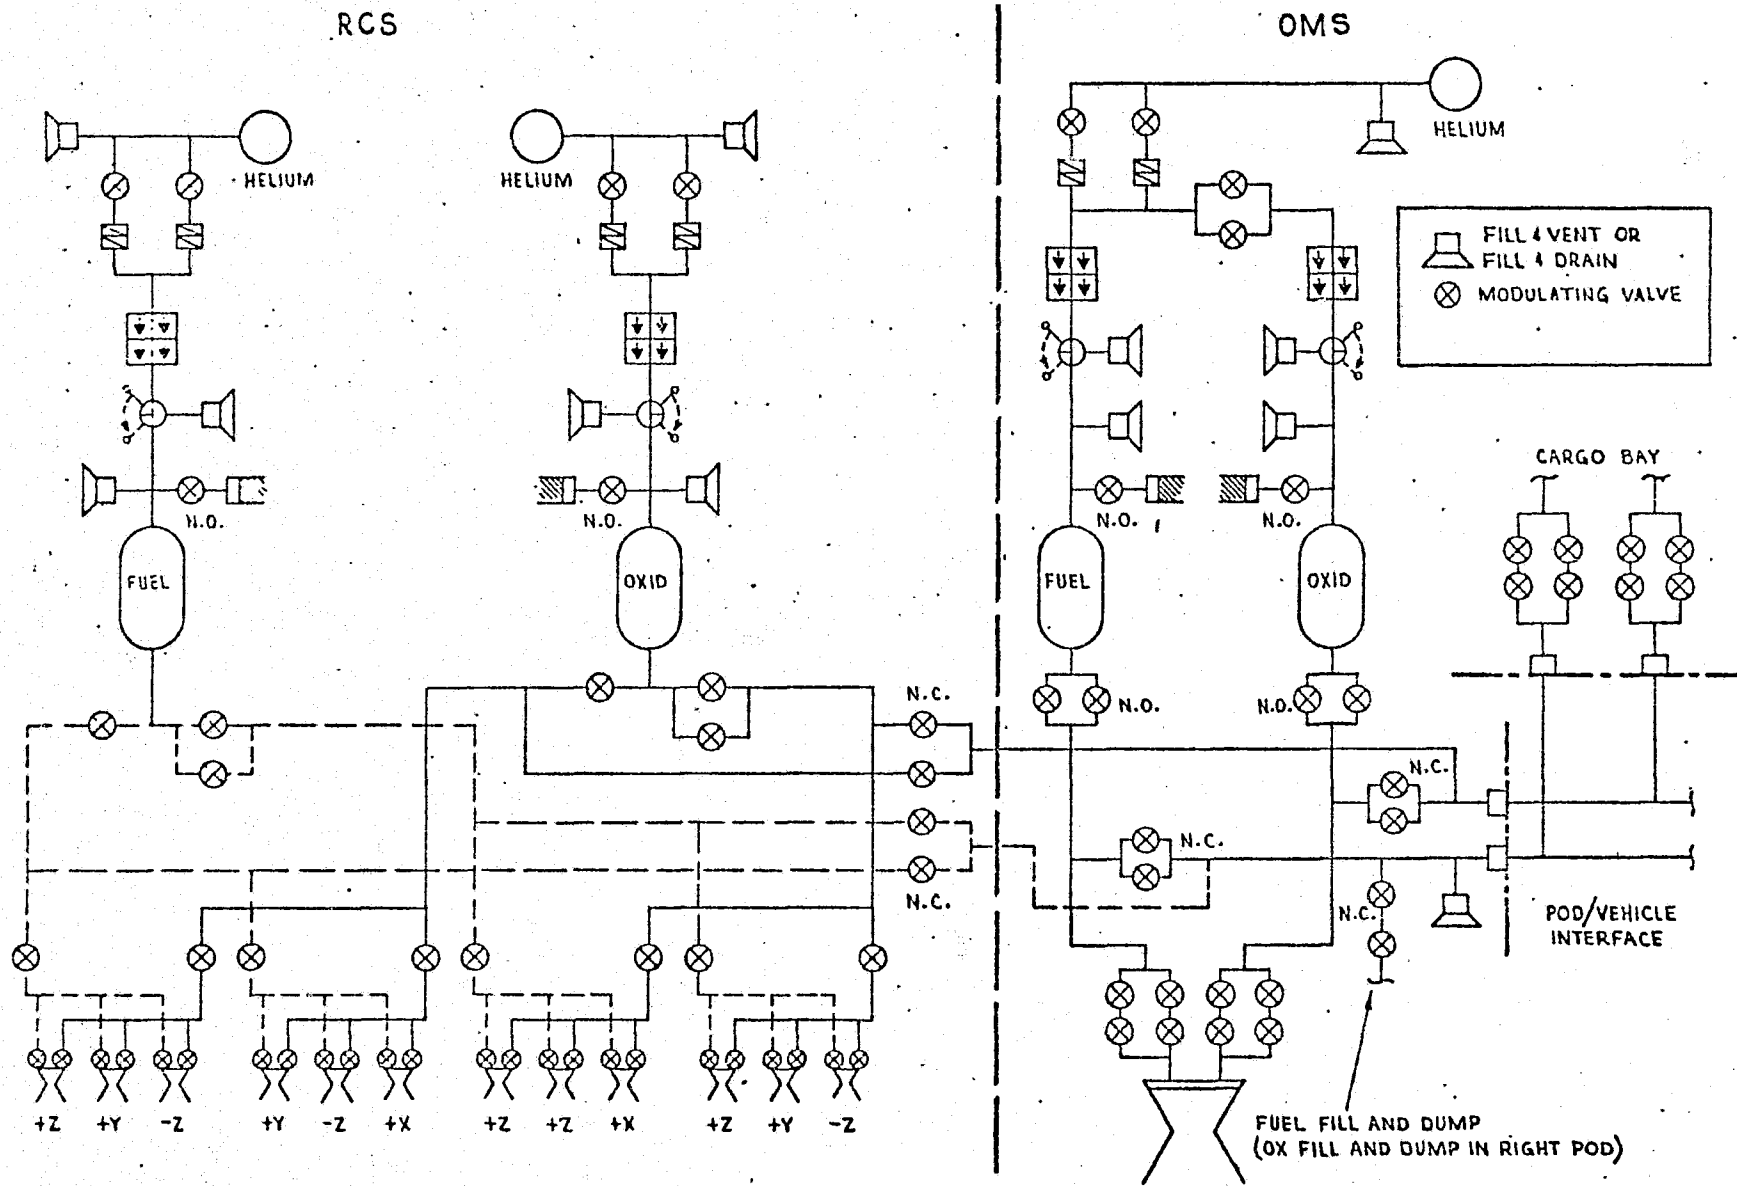 RCS
OMS
HELIUM
HELIUM
HELIUM
FILL & VENT OR
FILL & DRAIN
MODULATING VALVE
CARGO BAY
N.O.
N.O.
N.O.
N.O.
FUEL
OXID
FUEL
OXID
N.C.
N.O.
N.O.
N.C.
N.C.
N.C.
N.C.
POD/VEHICLE
INTERFACE
+Z +Y -Z +Y -Z +X +Z +Z +X +Z +Y -Z
FUEL FILL AND DUMP
(OX FILL AND DUMP IN RIGHT POD)